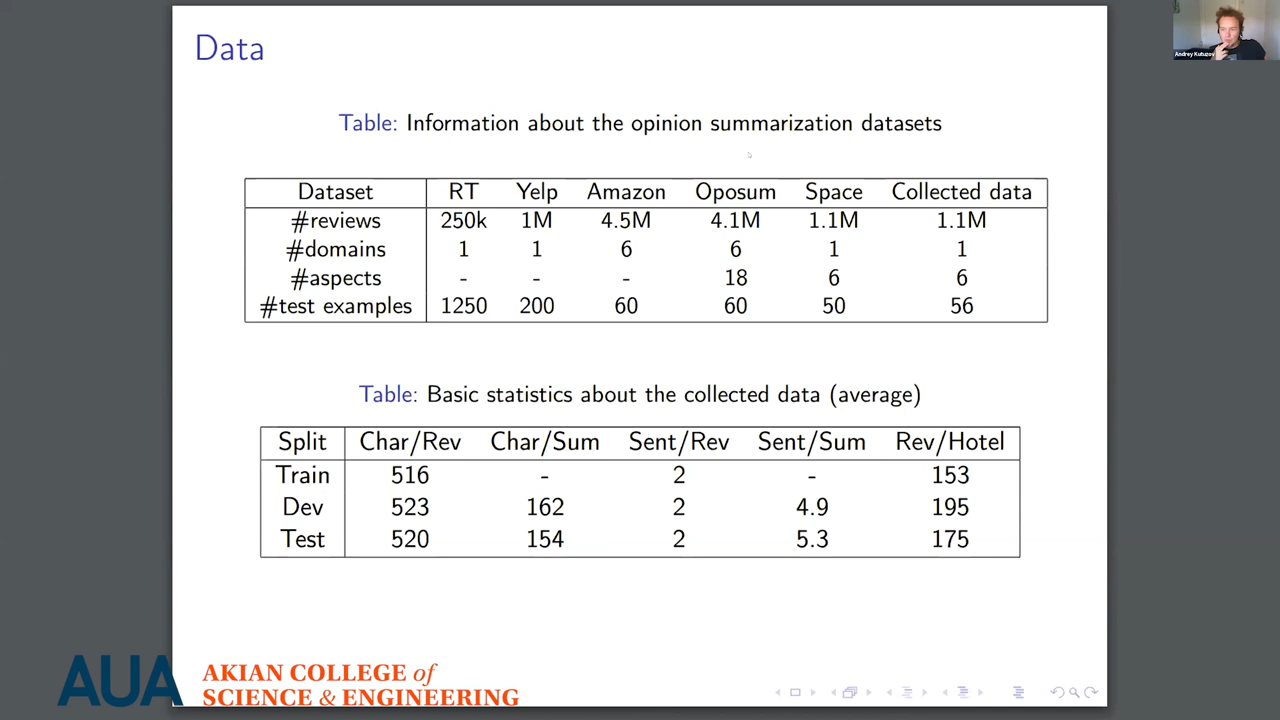 Data
Andrey Kutuzov
Table: Information about the opinion summarization datasets
Dataset RT Yelp Amazon Oposum Space Collected data
#reviews 250k 1M 4.5M 4.1M 1.1M 1.1M
#domains 1 1 6 6 1 1
#aspects - - - 18 6 6
#test examples 1250 200 60 60 50 56
Table: Basic statistics about the collected data (average)
Split Char/Rev Char/Sum Sent/Rev Sent/Sum Rev/Hotel
Train 516 - 2 - 153
Dev 523 162 2 4.9 195
Test 520 154 2 5.3 175
AUA
AKIAN COLLEGE of
SCIENCE & ENGINEERING